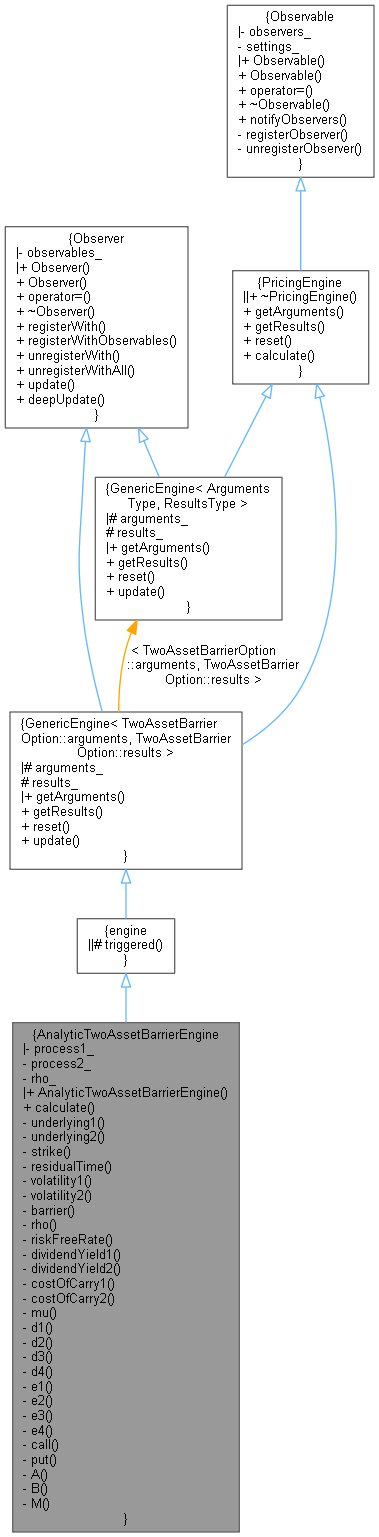 {Observable
|- observers_
- settings_
|+ Observable()
+ Observable()
+ operator=()
+ ~Observable()
+ notifyObservers()
- registerObserver()
- unregisterObserver()
}
{Observer
|- observables_
|+ Observer()
+ Observer()
+ operator=()
+ ~Observer()
+ registerWith()
+ registerWithObservables()
+ unregisterWith()
+ unregisterWithAll()
+ update()
+ deepUpdate()
}
{PricingEngine
||+ ~PricingEngine()
+ getArguments()
+ getResults()
+ reset()
+ calculate()
}
{GenericEngine< Arguments
Type, ResultsType >
|# arguments_
# results_
|+ getArguments()
+ getResults()
+ reset()
+ update()
}
< TwoAssetBarrierOption
::arguments, TwoAssetBarrier
Option::results >
{GenericEngine< TwoAssetBarrier
Option::arguments, TwoAssetBarrier
Option::results >
|# arguments_
# results_
|+ getArguments()
+ getResults()
+ reset()
+ update()
}
{engine
||# triggered()
}
{AnalyticTwoAssetBarrierEngine
|- process1_
- process2_
- rho_
|+ AnalyticTwoAssetBarrierEngine()
+ calculate()
- underlying1()
- underlying2()
- strike()
- residualTime()
- volatility1()
- volatility2()
- barrier()
- rho()
- riskFreeRate()
- dividendYield1()
- dividendYield2()
- costOfCarry1()
- costOfCarry2()
- mu()
- d1()
- d2()
- d3()
- d4()
- e1()
- e2()
- e3()
- e4()
- call()
- put()
- A()
- B()
- M()
}